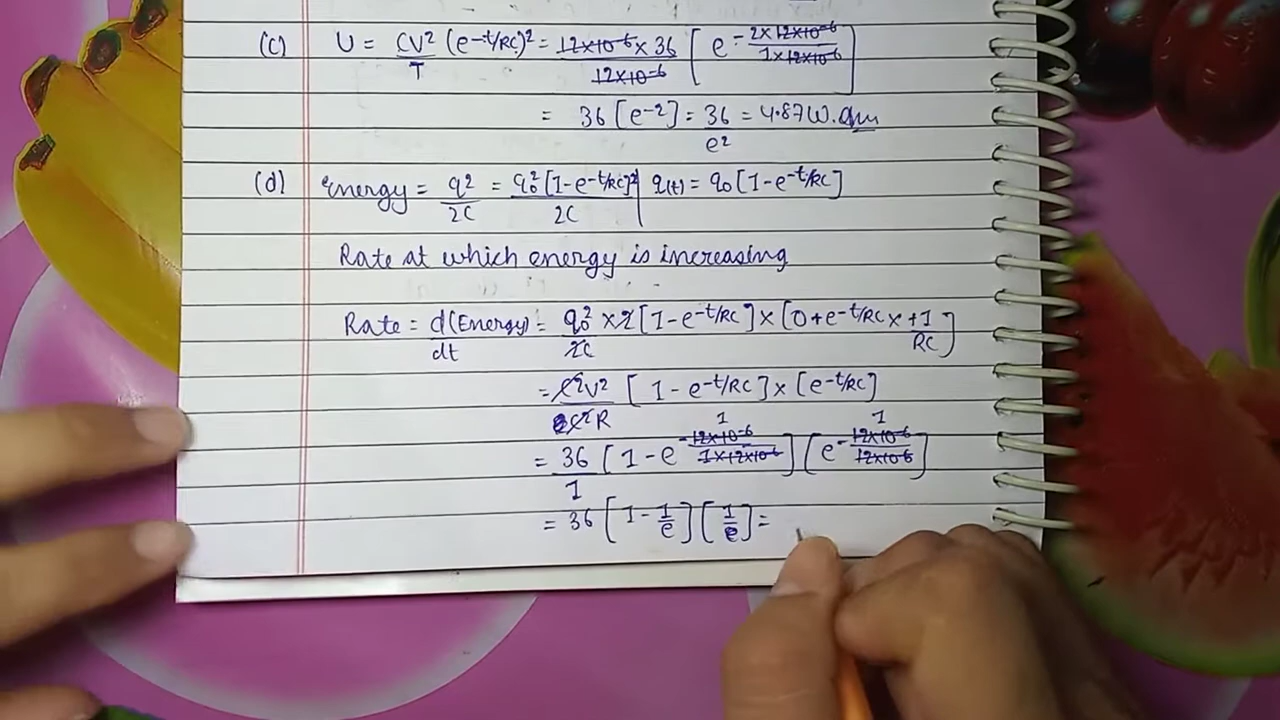 (c) U = CV²/T (e^-t/RC)² = 12×10^-6 × 36 / 12×10^-6 [e^-2×12×10^-6/1×12×10^-6]
= 36[e^-2] = 36/e² = 4.87W.
(d) energy = q²/2C = q₀²[1-e^-t/RC]²/2C | q(t) = q₀[1-e^-t/RC]
Rate at which energy is increasing
Rate = d(Energy)/dt = q₀²/2C × 2[1-e^-t/RC] × [0+e^-t/RC × +1/RC]
= C²V²/C²R [1-e^-t/RC] × [e^-t/RC]
= 36/1 [1-e^-12×10^-6/1×12×10^-6 1] [e^-12×10^-6/12×10^-6 1]
= 36 [1-1/e] [1/e] =